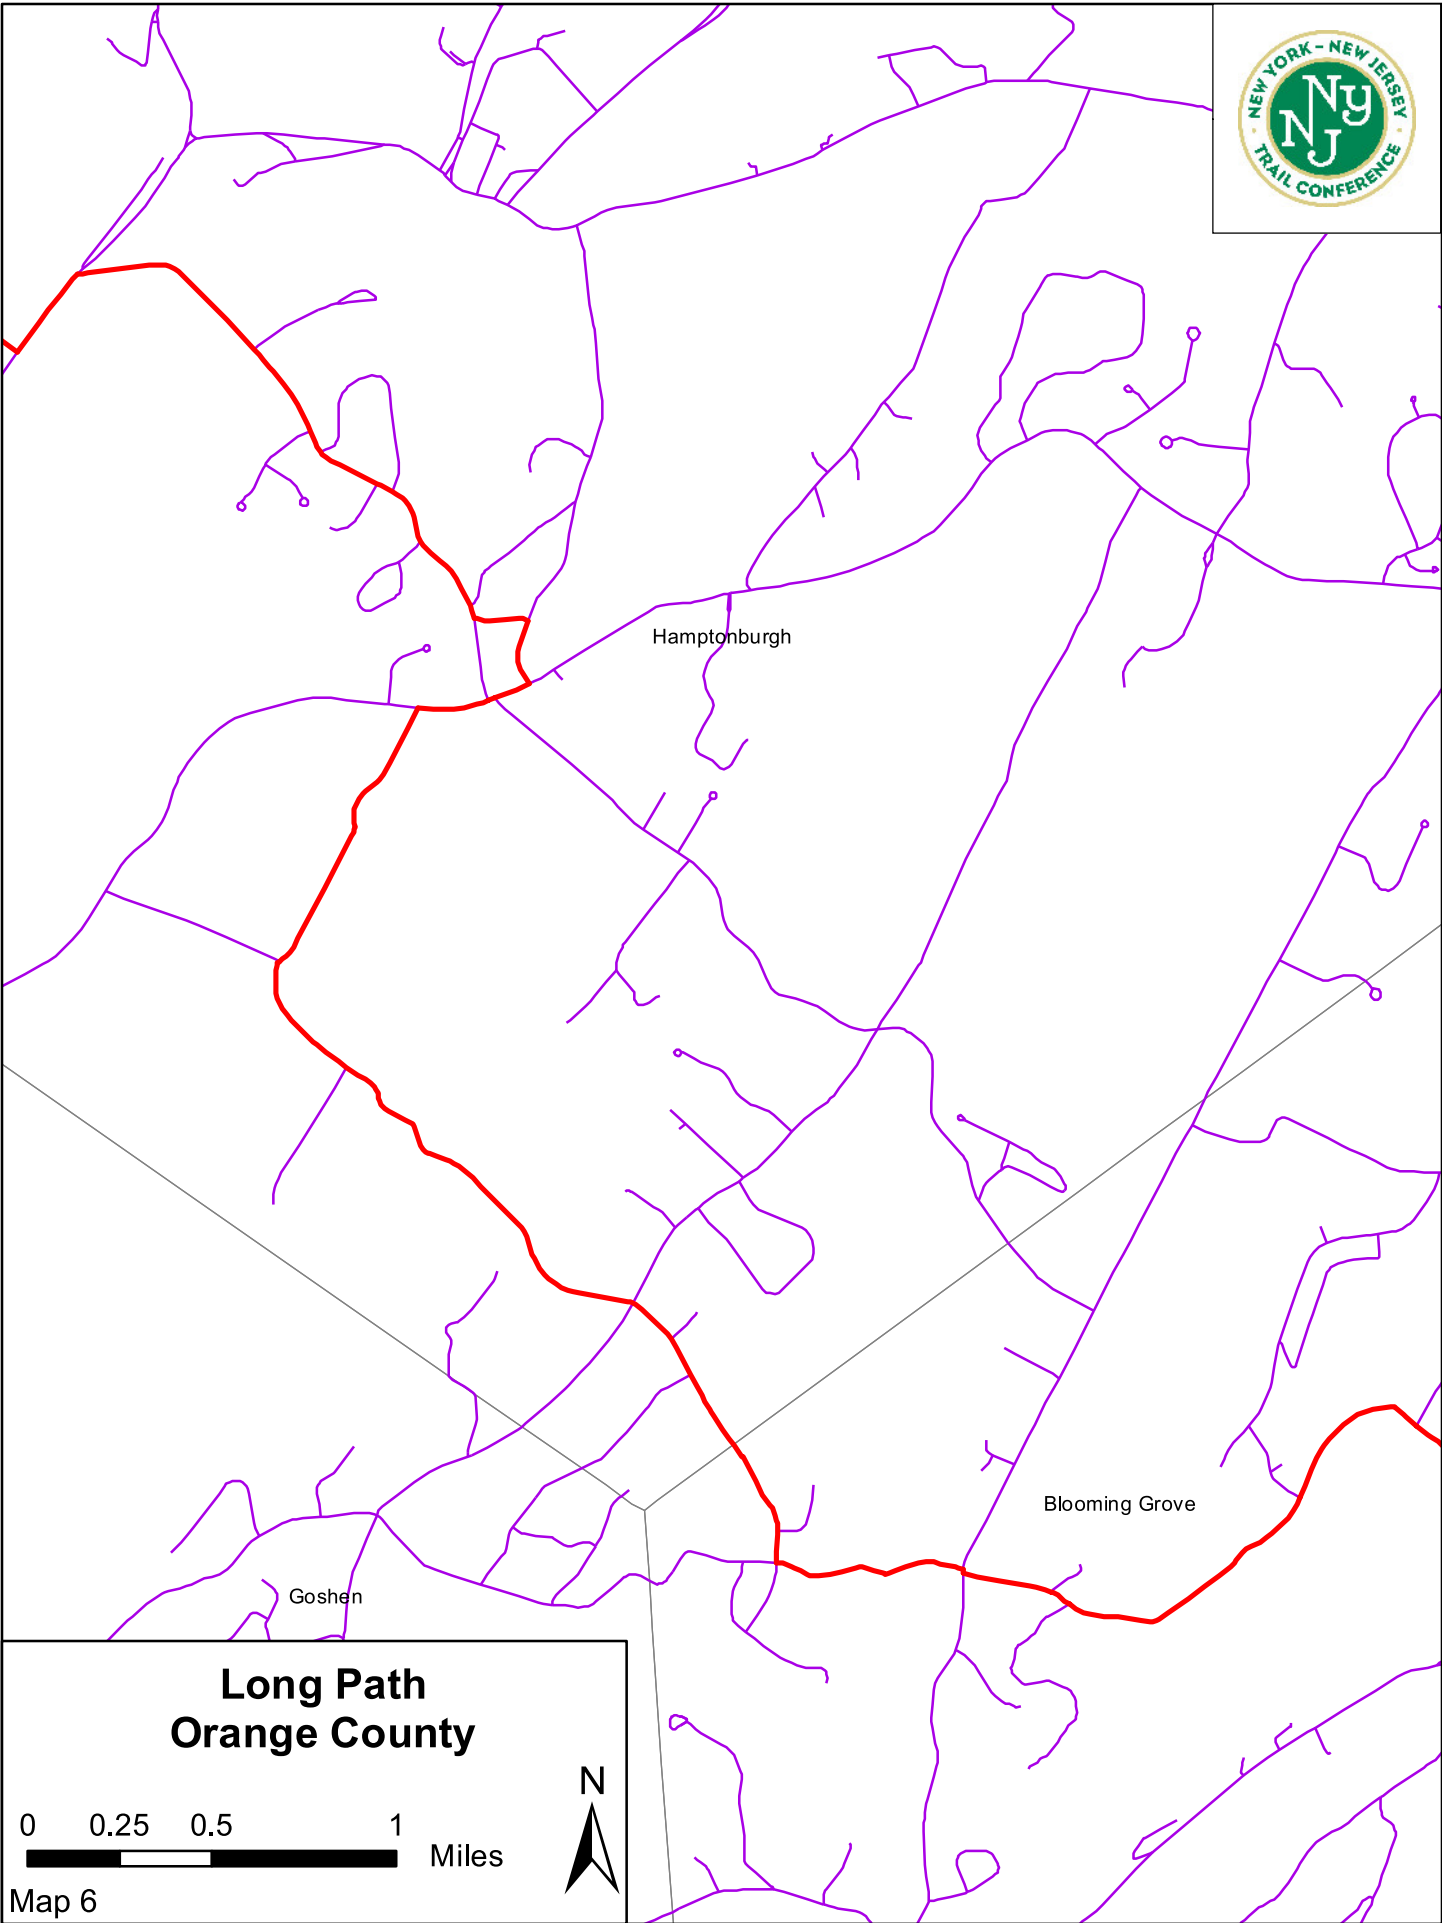 NEW YORK - NEW JERSEY
NY
NJ
TRAIL CONFERENCE
Hamptonburgh
Blooming Grove
Goshen
Long Path
Orange County
N
0 0.25 0.5 1
Miles
Map 6